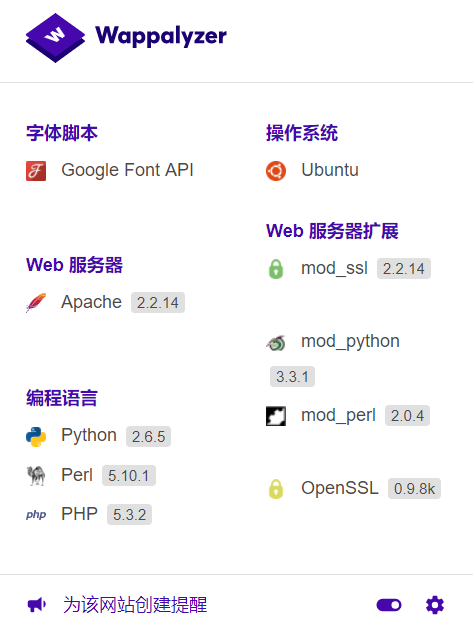 Wappalyzer
字体脚本
Google Font API
Web 服务器
Apache 2.2.14
编程语言
Python 2.6.5
Perl 5.10.1
php PHP 5.3.2
操作系统
Ubuntu
Web 服务器扩展
mod_ssl 2.2.14
mod_python
3.3.1
mod_perl 2.0.4
OpenSSL 0.9.8k
为该网站创建提醒